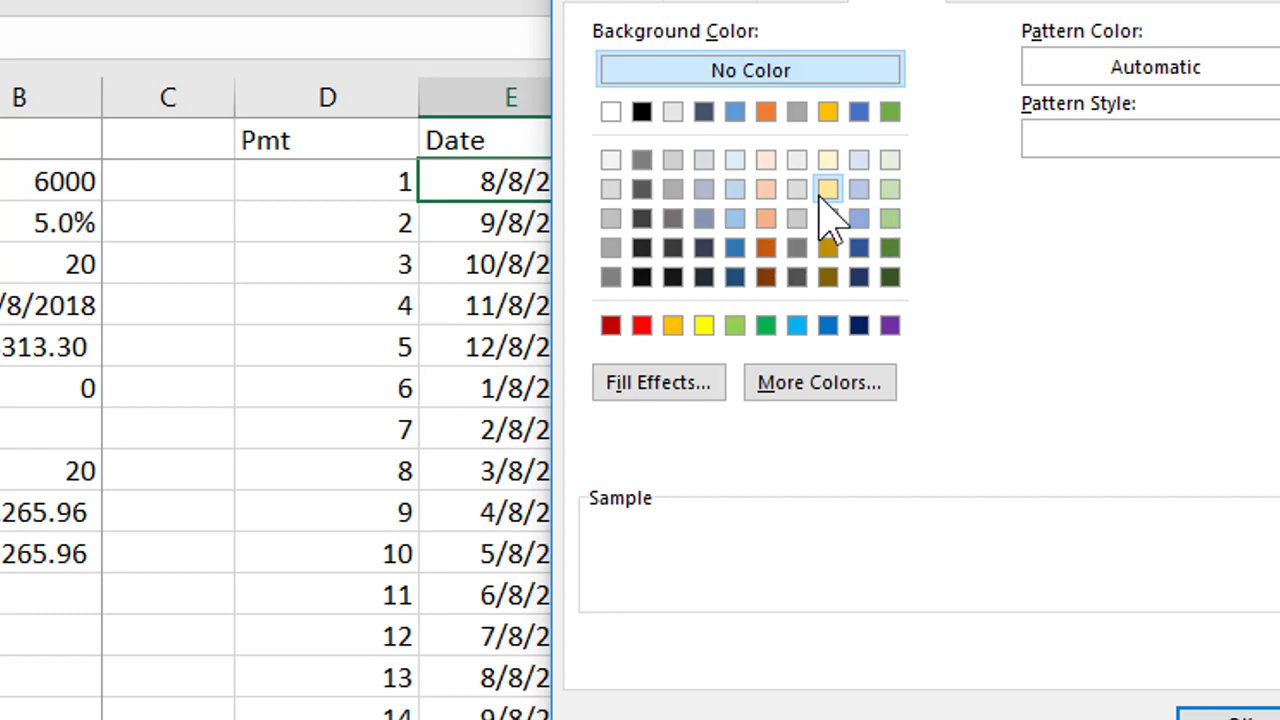 B C D E
Pmt Date
6000 1 8/8/2
5.0% 2 9/8/2
20 3 10/8/2
/8/2018 4 11/8/2
313.30 5 12/8/2
0 6 1/8/2
7 2/8/2
20 8 3/8/2
265.96 9 4/8/2
265.96 10 5/8/2
11 6/8/2
12 7/8/2
13 8/8/2
14 9/8/2
Background Color:
No Color
Pattern Color:
Automatic
Pattern Style:
Fill Effects...
More Colors...
Sample